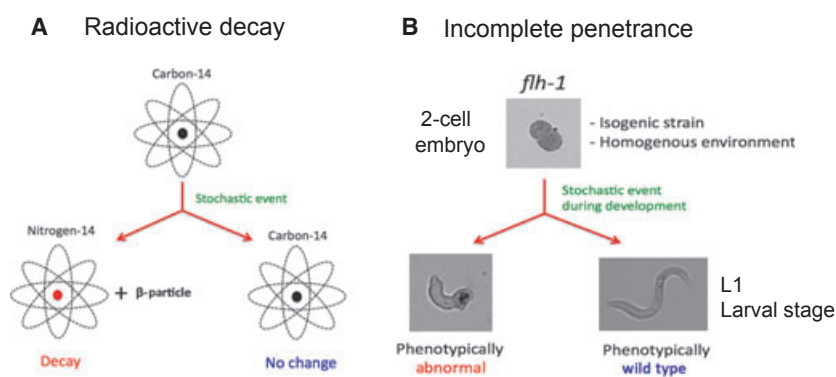 A Radioactive decay
Carbon-14
Stochastic event
Nitrogen-14
+ β-particle
Carbon-14
Decay
No change
B Incomplete penetrance
flh-1
2-cell
embryo
- Isogenic strain
- Homogenous environment
Stochastic event
during development
L1
Larval stage
Phenotypically
abnormal
Phenotypically
wild type